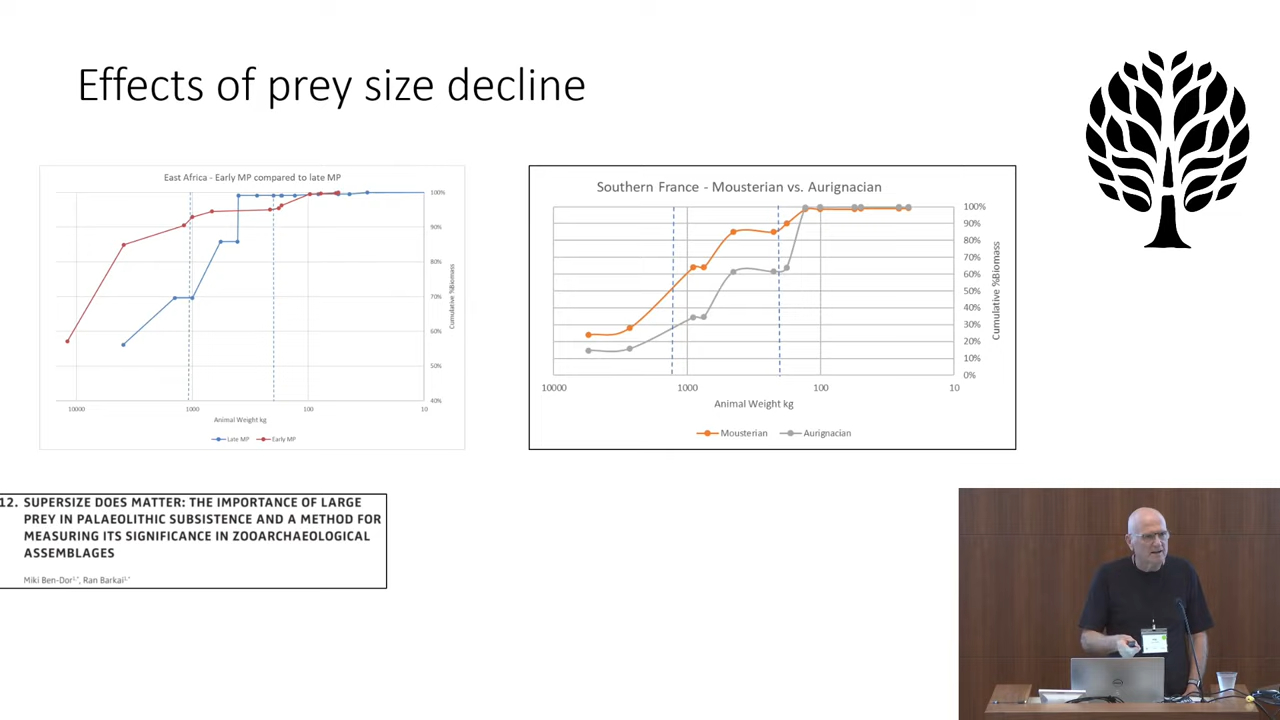 Effects of prey size decline
East Africa - Early MP compared to late MP
100%
90%
80%
70%
60%
50%
40%
Cumulative %Biomass
10000
1000
100
10
Animal Weight kg
Late MP
Early MP
Southern France - Mousterian vs. Aurignacian
100%
90%
80%
70%
60%
50%
40%
30%
20%
10%
0%
Cumulative %Biomass
10000
1000
100
10
Animal Weight kg
Mousterian
Aurignacian
12. SUPERSIZE DOES MATTER: THE IMPORTANCE OF LARGE
PREY IN PALAEOLITHIC SUBSISTENCE AND A METHOD FOR
MEASURING ITS SIGNIFICANCE IN ZOOARCHAEOLOGICAL
ASSEMBLAGES
Miki Ben-Dor¹,*, Ran Barkai¹,*